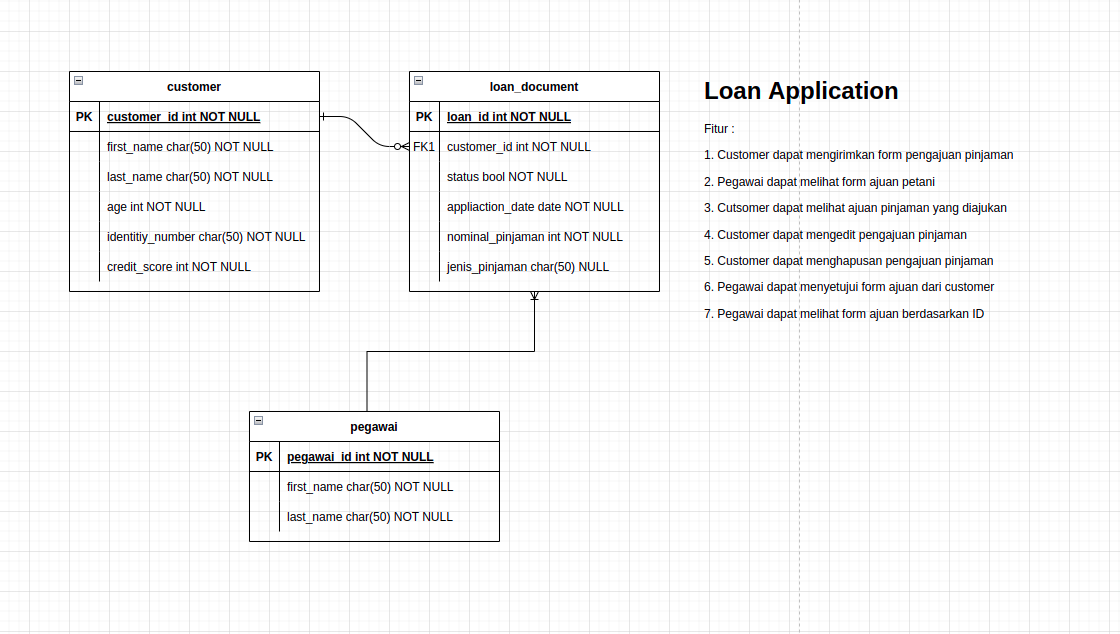 customer
PK customer_id int NOT NULL
first_name char(50) NOT NULL
last_name char(50) NOT NULL
age int NOT NULL
identitiy_number char(50) NOT NULL
credit_score int NOT NULL
loan_document
PK loan_id int NOT NULL
FK1 customer_id int NOT NULL
status bool NOT NULL
appliaction_date date NOT NULL
nominal_pinjaman int NOT NULL
jenis_pinjaman char(50) NULL
pegawai
PK pegawai_id int NOT NULL
first_name char(50) NOT NULL
last_name char(50) NOT NULL
Loan Application
Fitur :
1. Customer dapat mengirimkan form pengajuan pinjaman
2. Pegawai dapat melihat form ajuan petani
3. Cutsomer dapat melihat ajuan pinjaman yang diajukan
4. Customer dapat mengedit pengajuan pinjaman
5. Customer dapat menghapusan pengajuan pinjaman
6. Pegawai dapat menyetujui form ajuan dari customer
7. Pegawai dapat melihat form ajuan berdasarkan ID